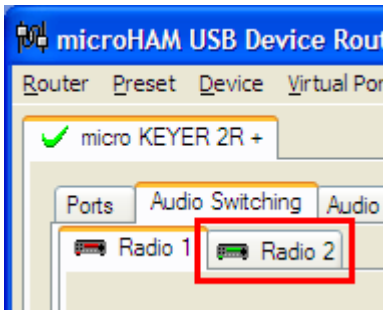 microHAM USB Device Rout
Router Preset Device Virtual Por
micro KEYER 2R +
Ports Audio Switching Audio
Radio 1 Radio 2